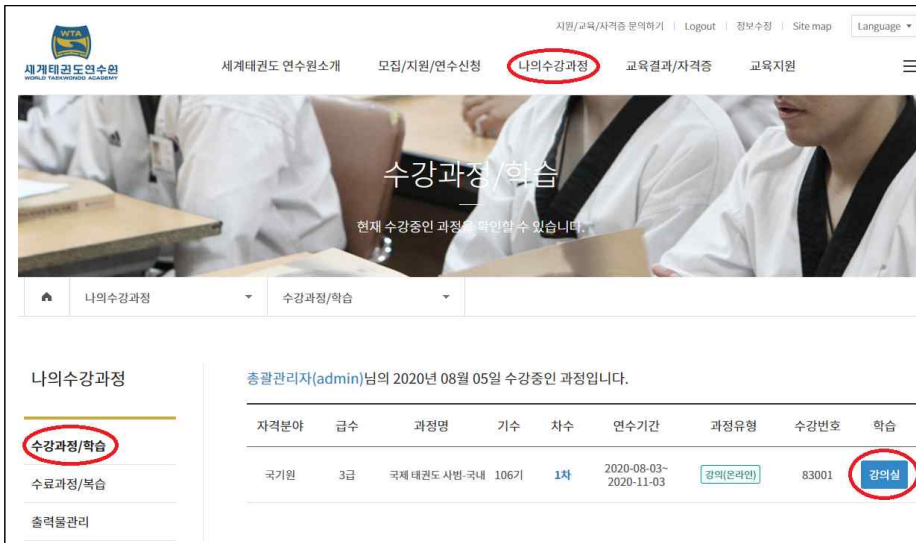 지원/교육/자격증 문의하기 | Logout | 정보수정 | Site map Language
WTA
세계태권도연수원
WORLD TAEKWONDO ACADEMY
세계태권도 연수원소개 모집/지원/연수신청 나의수강과정 교육결과/자격증 교육지원
수강과정/학습
현재 수강중인 과정을 확인할 수 있습니다.
나의수강과정 수강과정/학습
나의수강과정
총괄관리자(admin)님의 2020년 08월 05일 수강중인 과정입니다.
수강과정/학습
수료과정/복습
출력물관리
자격분야 급수 과정명 기수 차수 연수기간 과정유형 수강번호 학습
국기원 3급 국제 태권도 사범-국내 106기 1차 2020-08-03~ 강의(온라인) 83001 강의실
2020-11-03